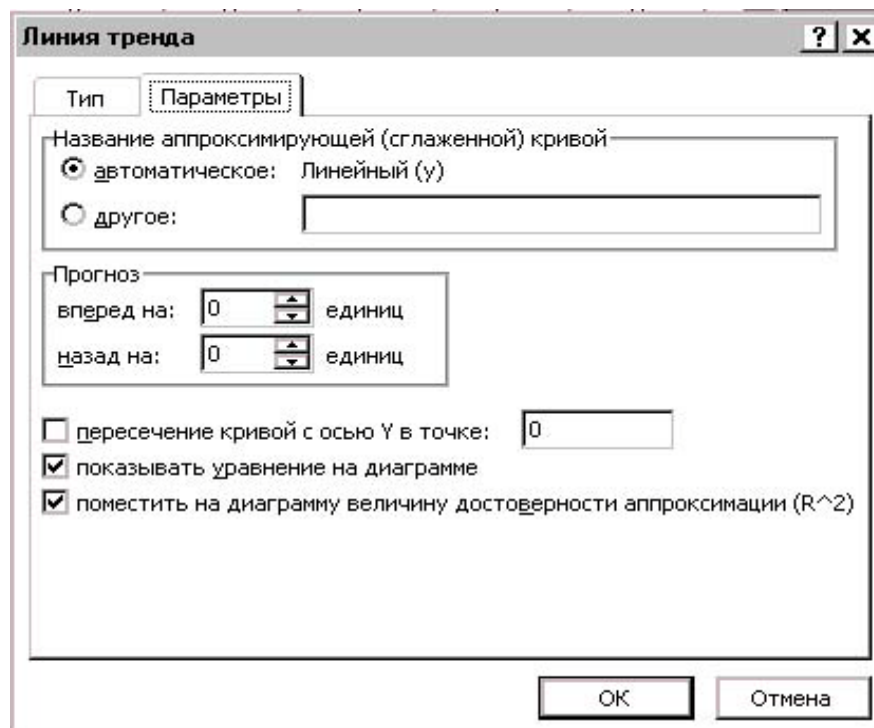 Линия тренда
Тип Параметры
Название аппроксимирующей (сглаженной) кривой
автоматическое: Линейный (y)
другое:
Прогноз
вперед на: 0 единиц
назад на: 0 единиц
пересечение кривой с осью Y в точке: 0
показывать уравнение на диаграмме
поместить на диаграмму величину достоверности аппроксимации (R^2)
ОК Отмена